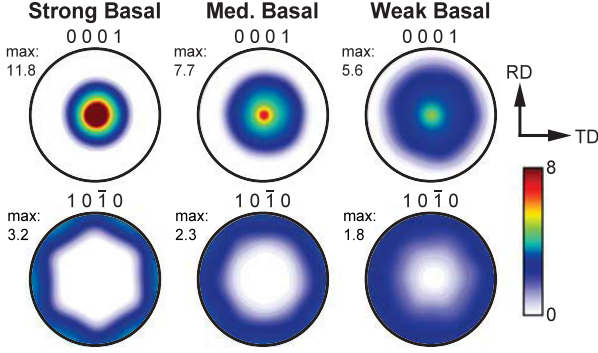 Strong Basal Med. Basal Weak Basal
0 0 0 1 0 0 0 1 0 0 0 1
max: 11.8 max: 7.7 max: 5.6
RD
TD
8
0
1 0 1̅ 0 1 0 1̅ 0 1 0 1̅ 0
max: 3.2 max: 2.3 max: 1.8